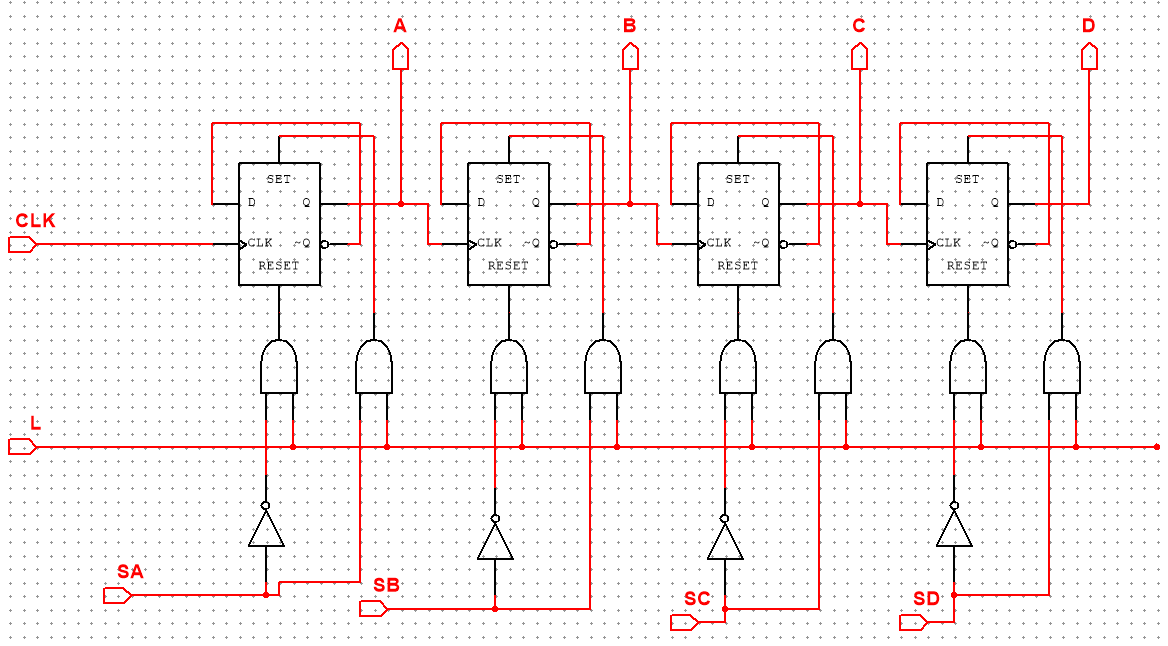 A B C D
SET SET SET SET
D Q D Q D Q D Q
CLK
CLK ~Q CLK ~Q CLK ~Q CLK ~Q
RESET RESET RESET RESET
L
SA
SB
SC SD